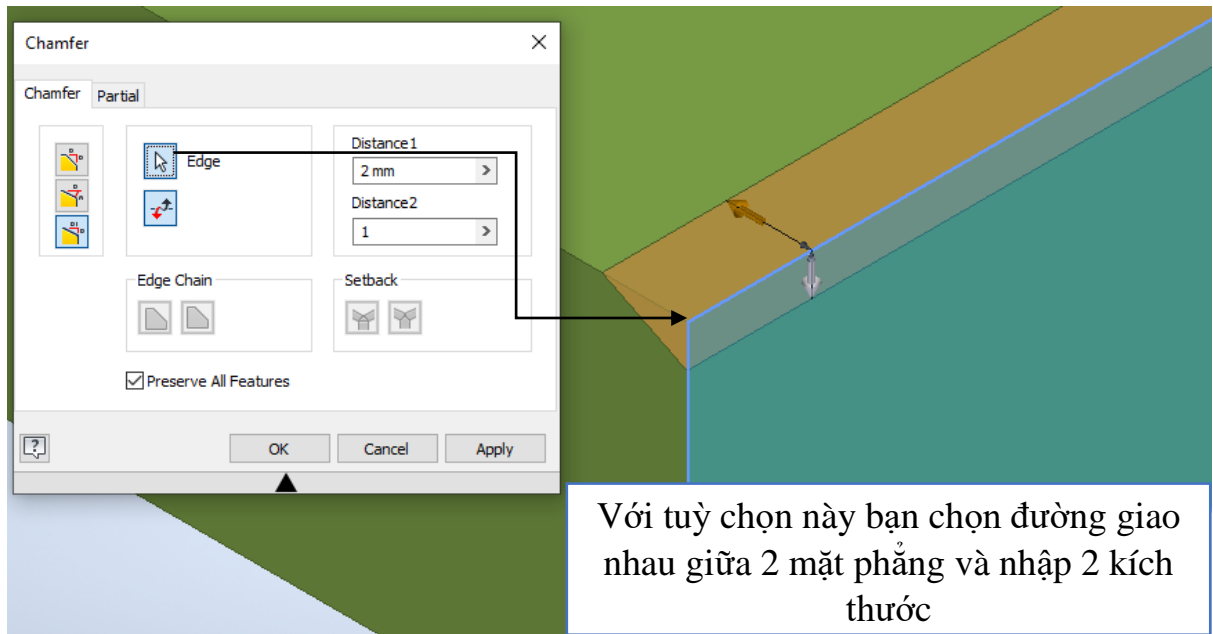 Chamfer
Chamfer Partial
Edge
Distance1
2 mm
Distance2
1
Edge Chain
Setback
Preserve All Features
OK Cancel Apply
Với tuỳ chọn này bạn chọn đường giao
nhau giữa 2 mặt phẳng và nhập 2 kích
thước